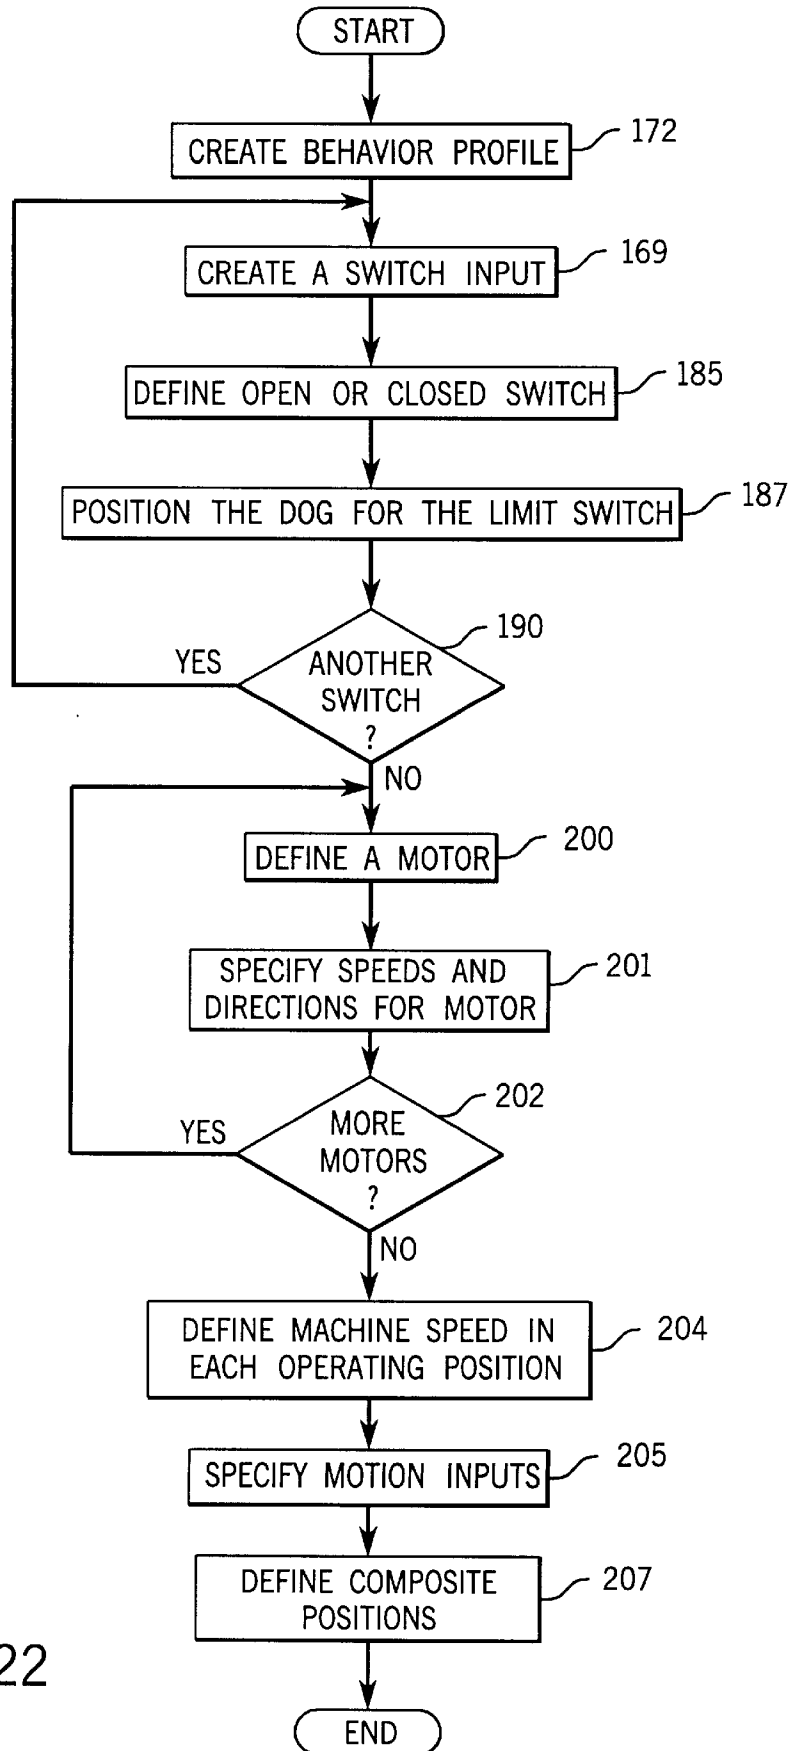 START
CREATE BEHAVIOR PROFILE
172
CREATE A SWITCH INPUT
169
DEFINE OPEN OR CLOSED SWITCH
185
POSITION THE DOG FOR THE LIMIT SWITCH
187
190
YES
ANOTHER
SWITCH
?
NO
DEFINE A MOTOR
200
SPECIFY SPEEDS AND
DIRECTIONS FOR MOTOR
201
202
YES
MORE
MOTORS
?
NO
DEFINE MACHINE SPEED IN
EACH OPERATING POSITION
204
SPECIFY MOTION INPUTS
205
DEFINE COMPOSITE
POSITIONS
207
22
END